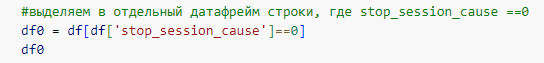 #выделяем в отдельный датафрейм строки, где stop_session_cause ==0
df0 = df[df['stop_session_cause']==0]
df0